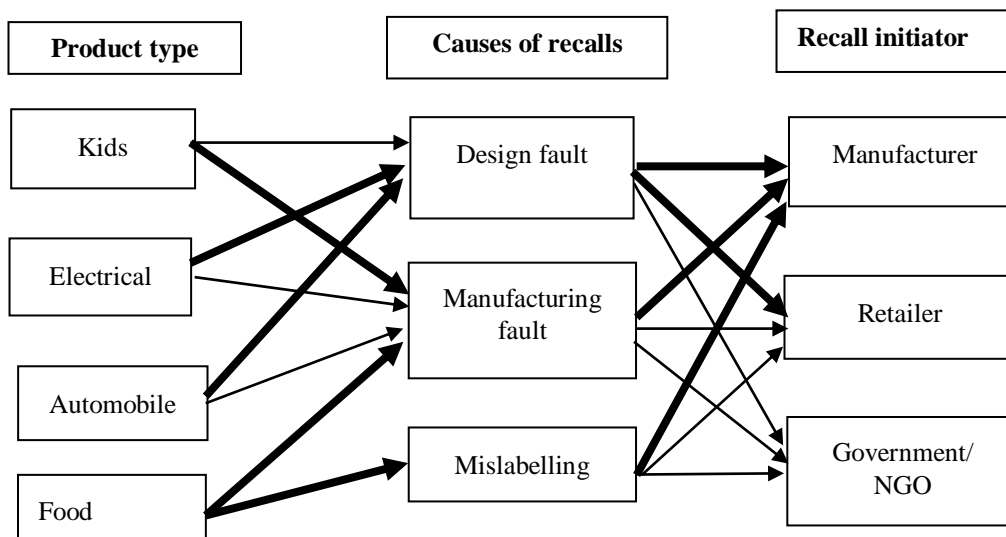 Product type
Causes of recalls
Recall initiator
Kids
Design fault
Manufacturer
Electrical
Manufacturing
fault
Retailer
Automobile
Mislabelling
Government/
NGO
Food